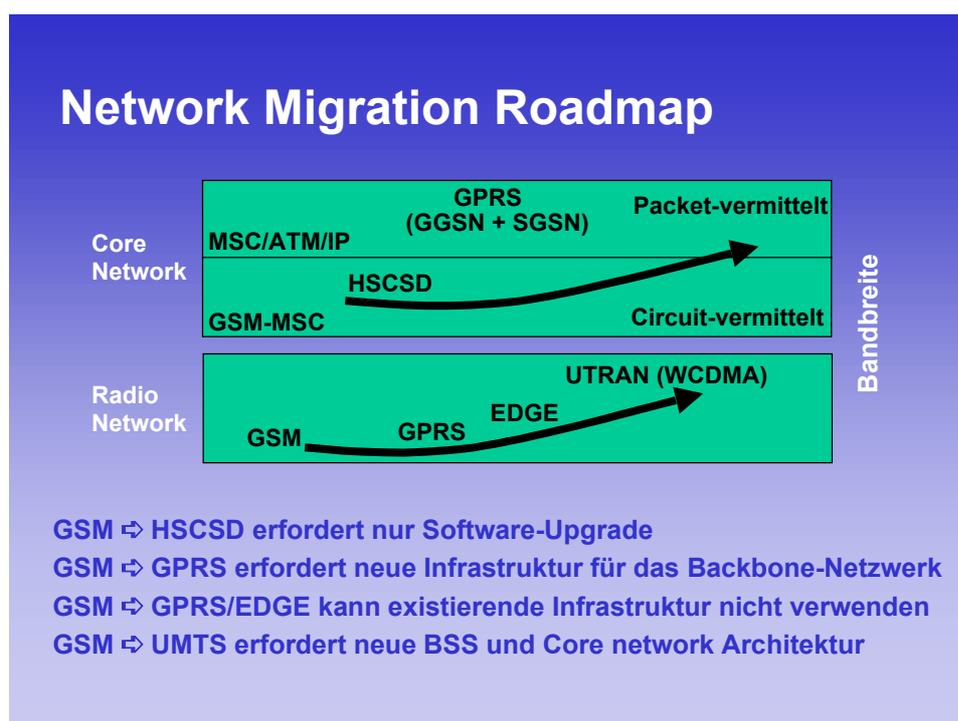 Network Migration Roadmap
Core
Network
GPRS
(GGSN + SGSN)
Packet-vermittelt
MSC/ATM/IP
HSCSD
GSM-MSC
Circuit-vermittelt
Bandbreite
Radio
Network
UTRAN (WCDMA)
EDGE
GPRS
GSM
GSM ➪ HSCSD erfordert nur Software-Upgrade
GSM ➪ GPRS erfordert neue Infrastruktur für das Backbone-Netzwerk
GSM ➪ GPRS/EDGE kann existierende Infrastruktur nicht verwenden
GSM ➪ UMTS erfordert neue BSS und Core network Architektur